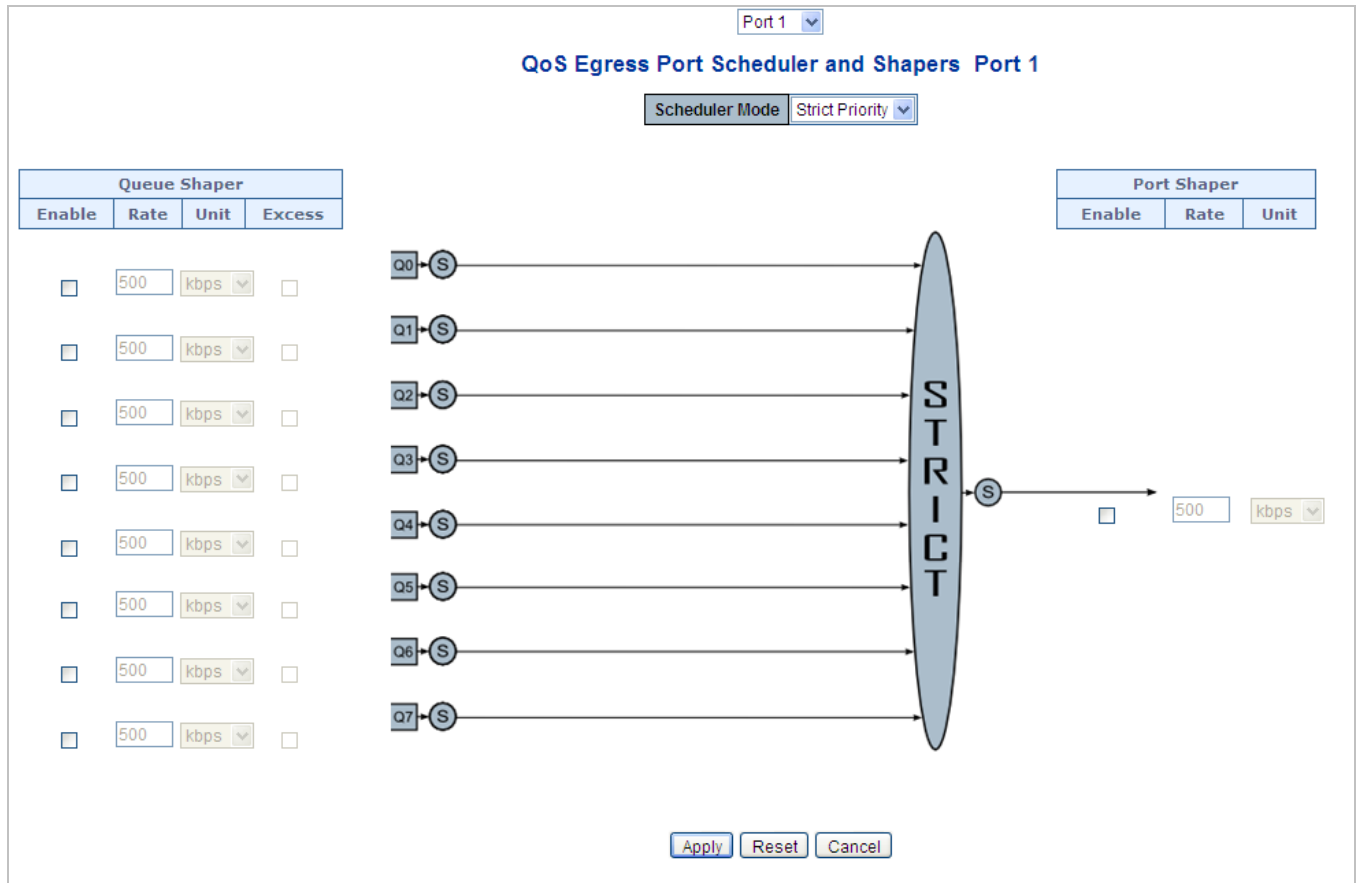 Port 1
QoS Egress Port Scheduler and Shapers Port 1
Scheduler Mode Strict Priority
Queue Shaper
Enable Rate Unit Excess
Port Shaper
Enable Rate Unit
500 kbps
Q0 S
500 kbps
Q1 S
500 kbps
Q2 S
500 kbps
Q3 S
500 kbps
Q4 S
500 kbps
Q5 S
500 kbps
Q6 S
500 kbps
Q7 S
STRICT
S
500 kbps
Apply Reset Cancel